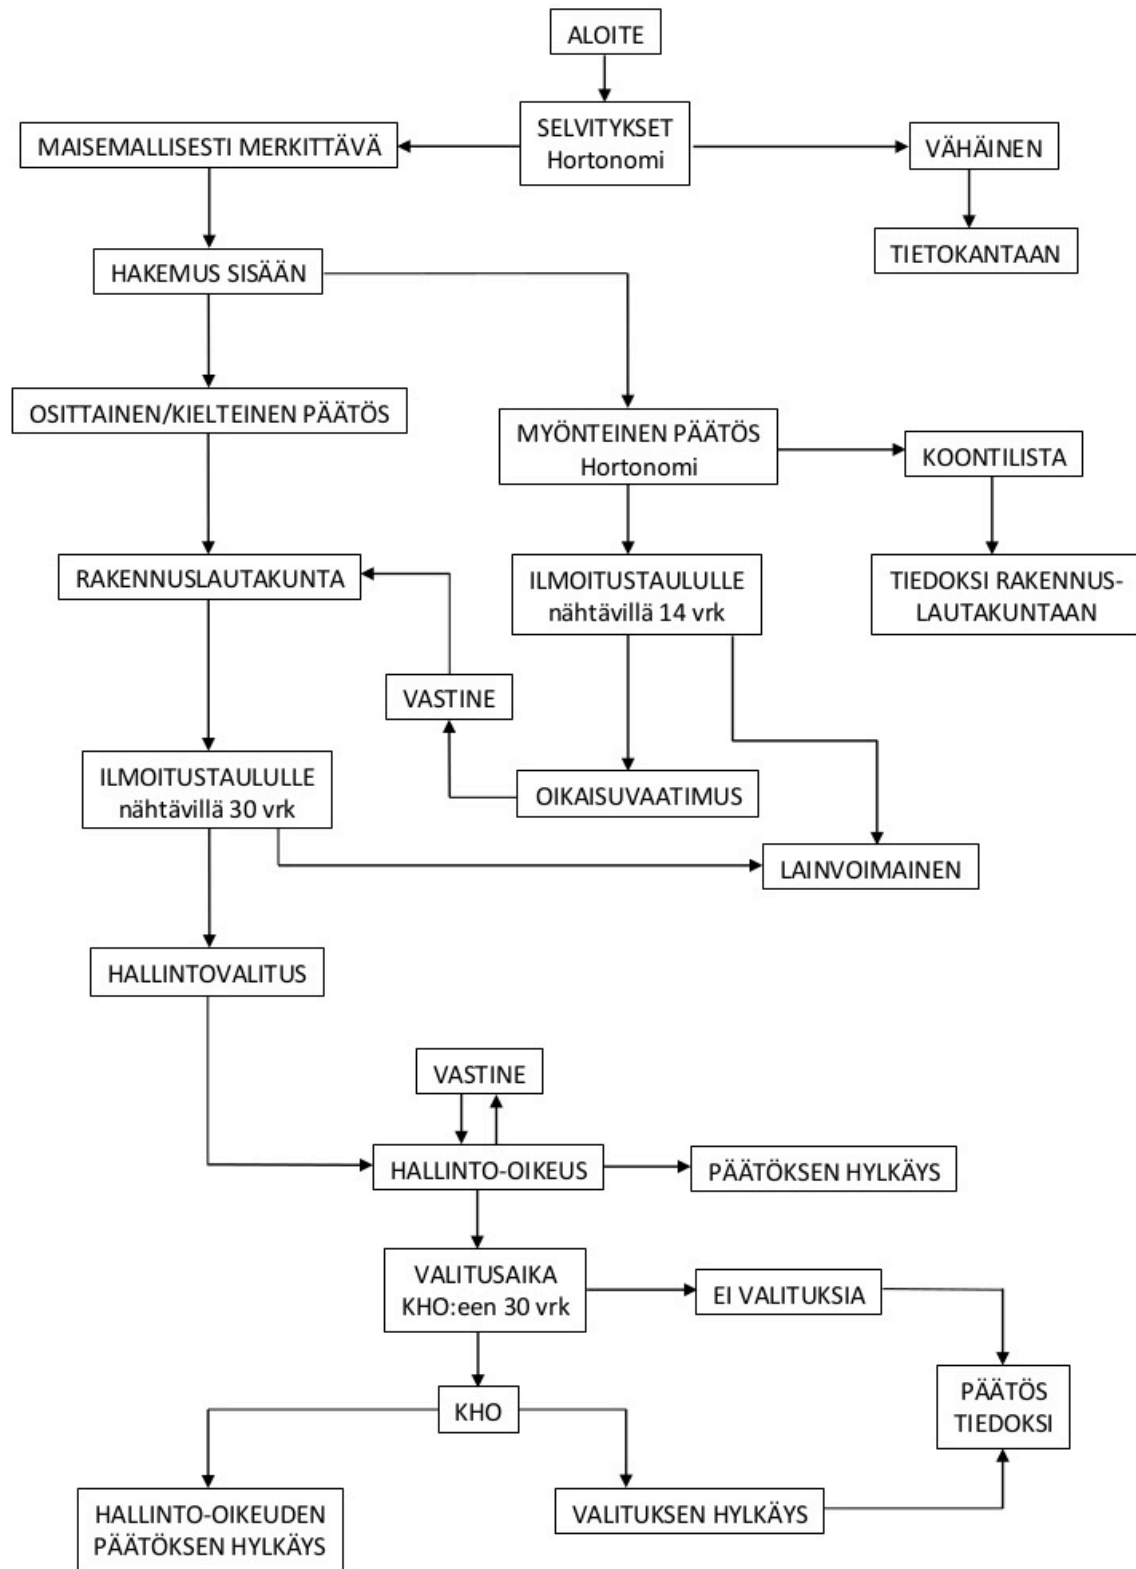 ALOITE
SELVITYKSET
Hortonomi
MAISEMALLISESTI MERKITTÄVÄ
VÄHÄINEN
TIETOKANTAAN
HAKEMUS SISÄÄN
OSITTAINEN/KIELTEINEN PÄÄTÖS
MYÖNTEINEN PÄÄTÖS
Hortonomi
KOONTILISTA
RAKENNUSLAUTAKUNTA
ILMOITUSTAULULLE
nähtävillä 14 vrk
TIEDOKSI RAKENNUS-
LAUTAKUNTAAN
VASTINE
ILMOITUSTAULULLE
nähtävillä 30 vrk
OIKAISUVAATIMUS
LAINVOIMAINEN
HALLINTOVALITUS
VASTINE
HALLINTO-OIKEUS
PÄÄTÖKSEN HYLKÄYS
VALITUSAIKA
KHO:een 30 vrk
EI VALITUKSIA
PÄÄTÖS
TIEDOKSI
KHO
HALLINTO-OIKEUDEN
PÄÄTÖKSEN HYLKÄYS
VALITUKSEN HYLKÄYS